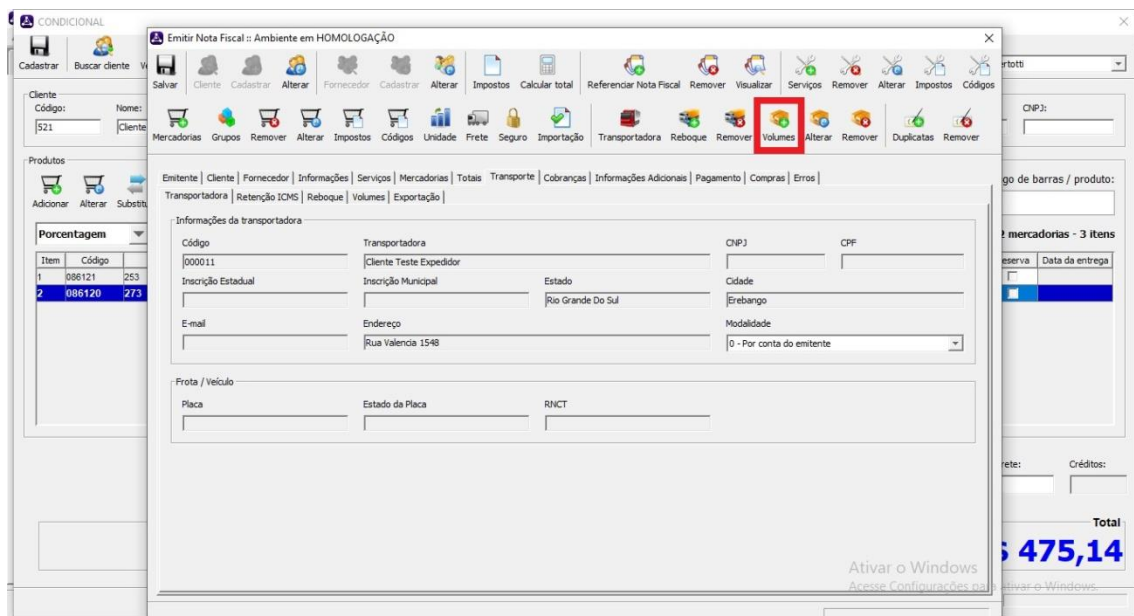 CONDICIONAL
Cadastrar Buscar cliente
Cliente
Código: Nome:
521 Cliente
Produtos
Adicionar Alterar
Porcentagem
Item Código
1 086121 253
2 086120 273
Emitir Nota Fiscal :: Ambiente em HOMOLOGAÇÃO
Salvar Cliente Cadastrar Alterar Fornecedor Cadastrar Alterar Impostos Calcular total Referenciar Nota Fiscal Remover Visualizar Serviços Remover Alterar Impostos Códigos
Mercadorias Grupos Remover Alterar Impostos Códigos Unidade Frete Seguro Importação Transportadora Reboque Remover Volumes Alterar Remover Duplicatas Remover
Emitente Cliente Fornecedor Informações Serviços Mercadorias Totais Transporte Cobranças Informações Adicionais Pagamento Compras Erros
Transportadora Retenção ICMS Reboque Volumes Exportação
Informações da transportadora
Código Transportadora CNPJ CPF
000011 Cliente Teste Expedidor
Inscrição Estadual Inscrição Municipal Estado Cidade
Rio Grande Do Sul Erebango
E-mail Endereço Modalidade
Rua Valencia 1548 0 - Por conta do emitente
Frota / Veículo
Placa Estado da Placa RNCT
CNPJ:
go de barras / produto:
2 mercadorias - 3 itens
Data da entrega
Créditos:
Total
475,14
Ativar o Windows
Acesse Configurações para ativar o Windows.